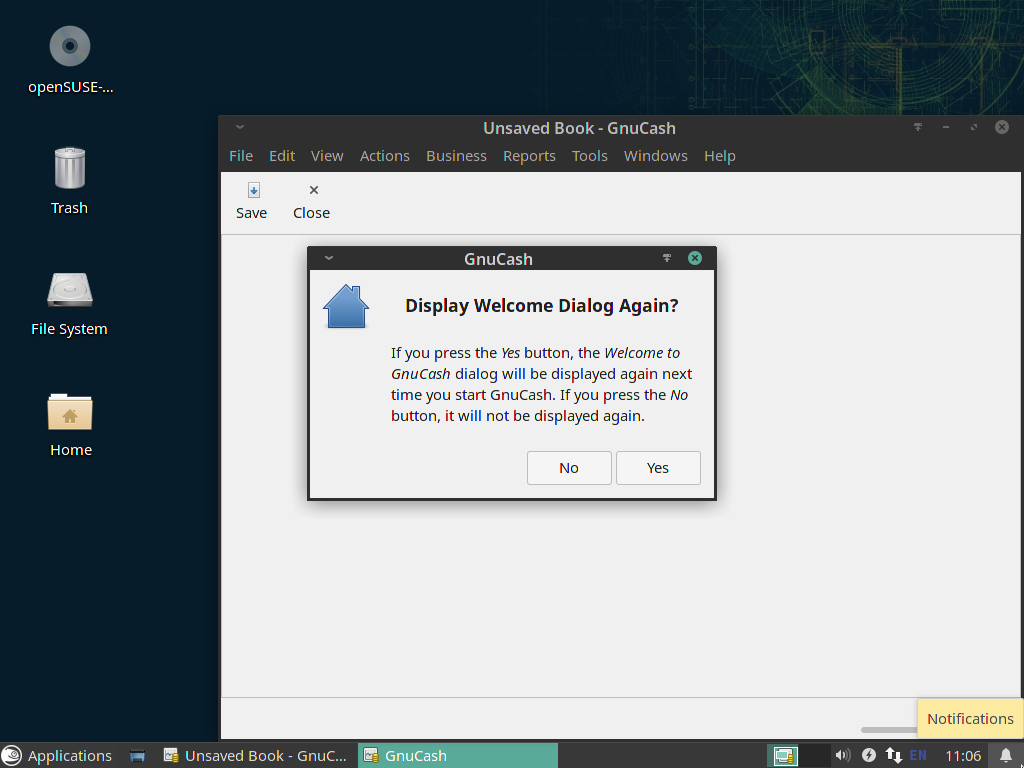 openSUSE-...
Trash
File System
Home
Unsaved Book - GnuCash
File Edit View Actions Business Reports Tools Windows Help
Save Close
GnuCash
Display Welcome Dialog Again?
If you press the Yes button, the Welcome to
GnuCash dialog will be displayed again next
time you start GnuCash. If you press the No
button, it will not be displayed again.
No Yes
Notifications
Applications Unsaved Book - GnuC... GnuCash EN 11:06